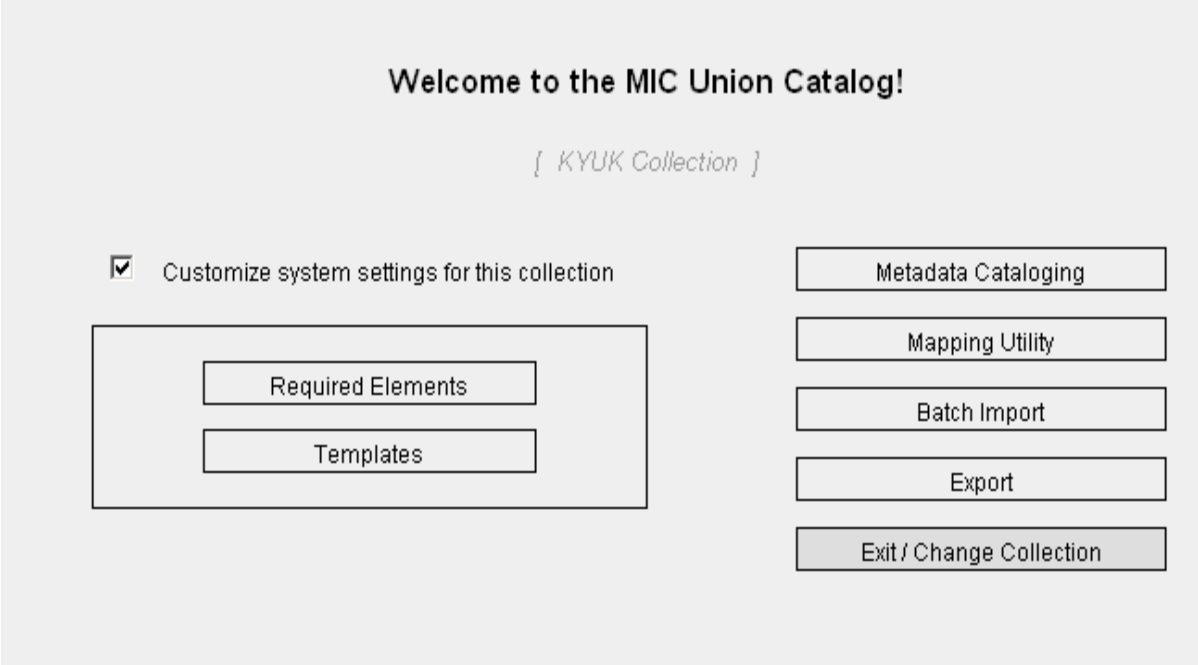 Welcome to the MIC Union Catalog!
[ KYUK Collection ]
Customize system settings for this collection
Required Elements
Templates
Metadada Cataloging
Mapping Utility
Batch Import
Export
Exit / Change Collection